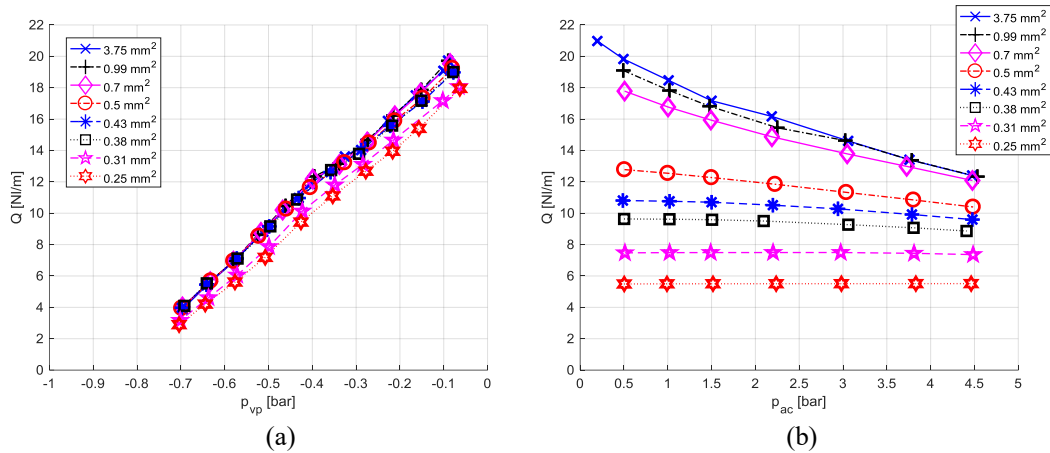 22
20
18
16
14
12
10
8
6
4
2
0
Q [Nl/m]
3.75 mm²
0.99 mm²
0.7 mm²
0.5 mm²
0.43 mm²
0.38 mm²
0.31 mm²
0.25 mm²
-1 -0.9 -0.8 -0.7 -0.6 -0.5 -0.4 -0.3 -0.2 -0.1 0
p_vp [bar]
(a)
22
20
18
16
14
12
10
8
6
4
2
0
Q [Nl/m]
3.75 mm²
0.99 mm²
0.7 mm²
0.5 mm²
0.43 mm²
0.38 mm²
0.31 mm²
0.25 mm²
0 0.5 1 1.5 2 2.5 3 3.5 4 4.5 5
p_ac [bar]
(b)